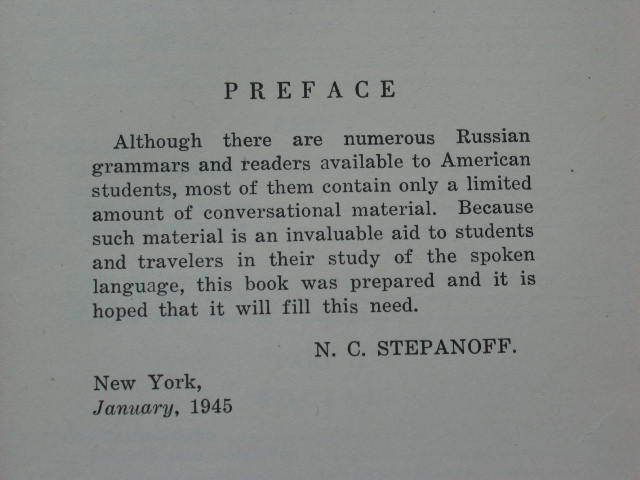 PREFACE
Although there are numerous Russian
grammars and readers available to American
students, most of them contain only a limited
amount of conversational material. Because
such material is an invaluable aid to students
and travelers in their study of the spoken
language, this book was prepared and it is
hoped that it will fill this need.
N. C. STEPANOFF.
New York,
January, 1945